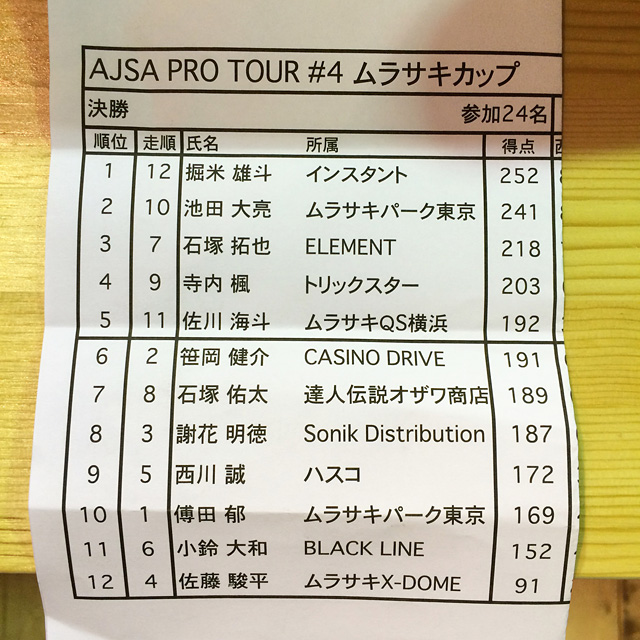 AJSA PRO TOUR #4 ムラサキカップ
決勝 参加24名
順位 走順 氏名 所属 得点
1 12 堀米 雄斗 インスタント 252
2 10 池田 大亮 ムラサキパーク東京 241
3 7 石塚 拓也 ELEMENT 218
4 9 寺内 楓 トリックスター 203
5 11 佐川 海斗 ムラサキQS横浜 192
6 2 笹岡 健介 CASINO DRIVE 191
7 8 石塚 佑太 達人伝説オザワ商店 189
8 3 謝花 明徳 Sonik Distribution 187
9 5 西川 誠 ハスコ 172
10 1 傅田 郁 ムラサキパーク東京 169
11 6 小鈴 大和 BLACK LINE 152
12 4 佐藤 駿平 ムラサキX-DOME 91